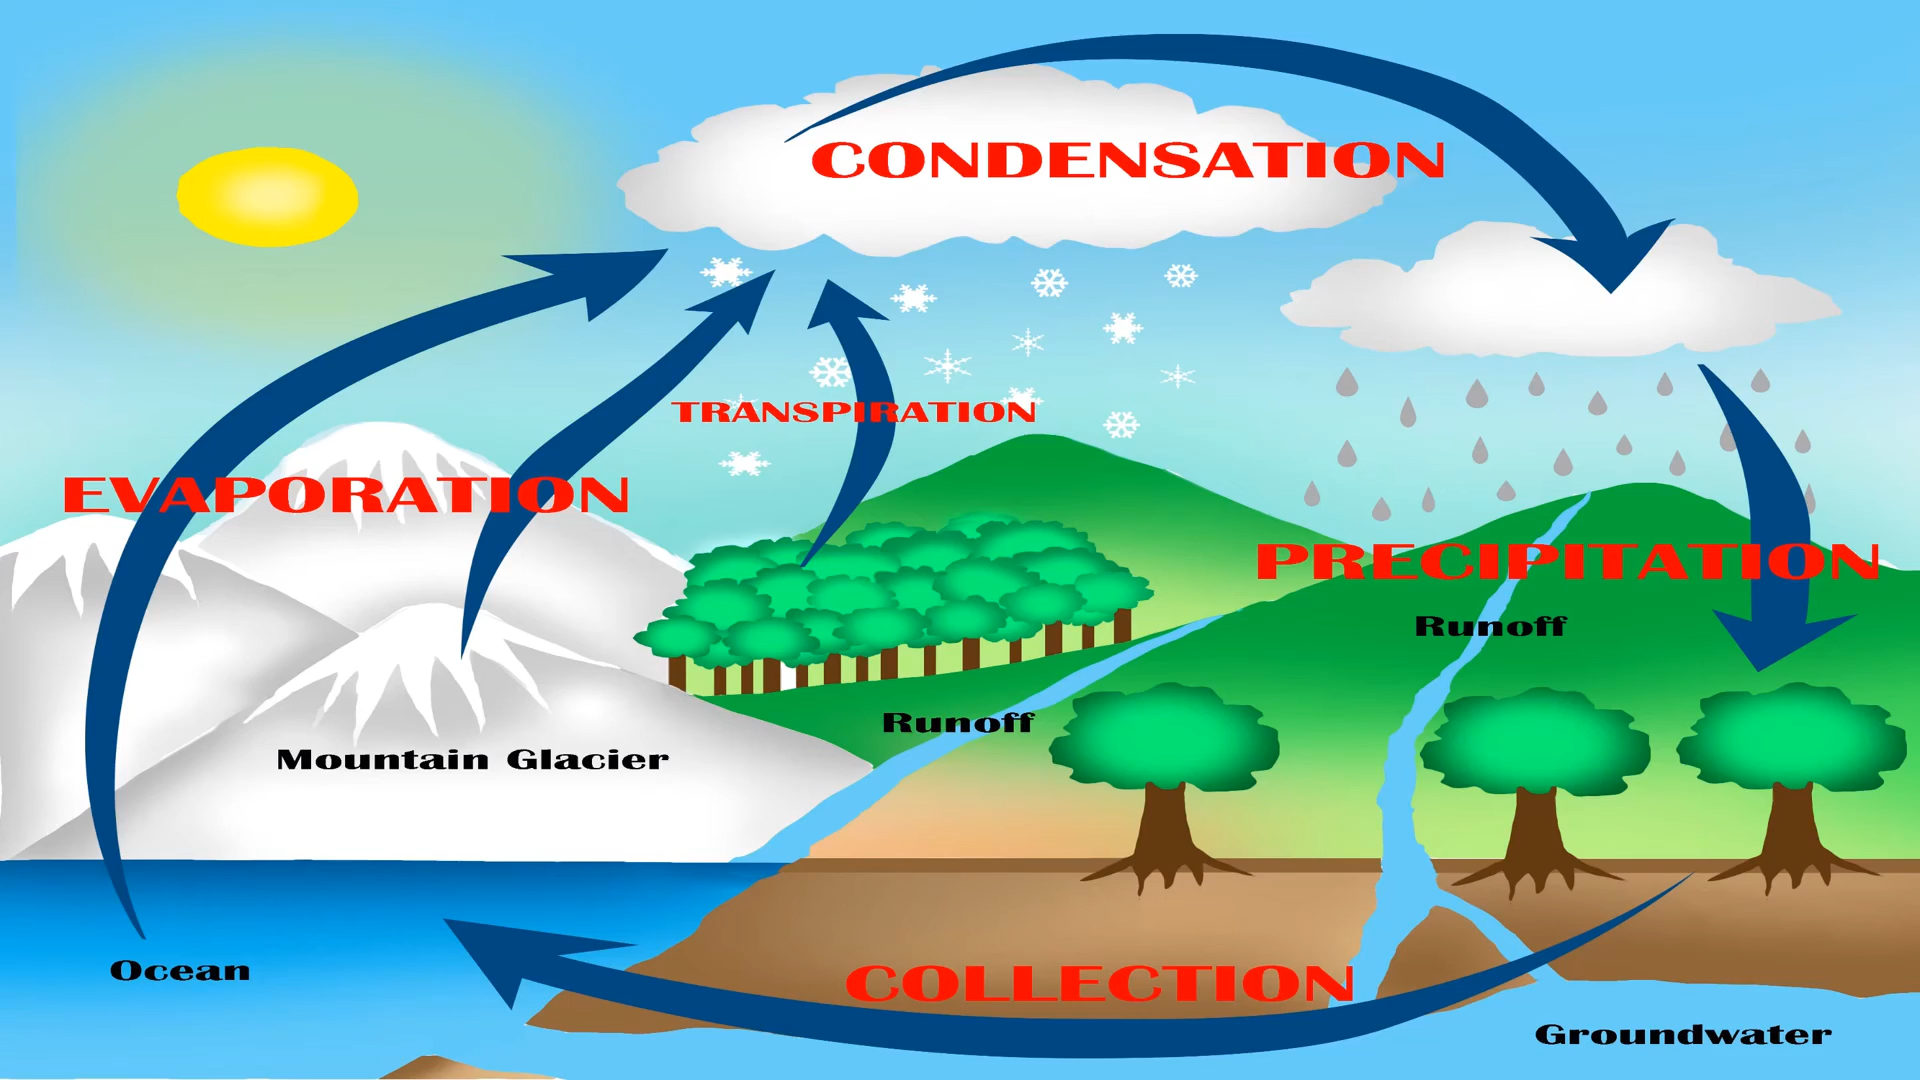 CONDENSATION
TRANSPIRATION
EVAPORATION
PRECIPITATION
Runoff
Runoff
Mountain Glacier
Ocean
COLLECTION
Groundwater